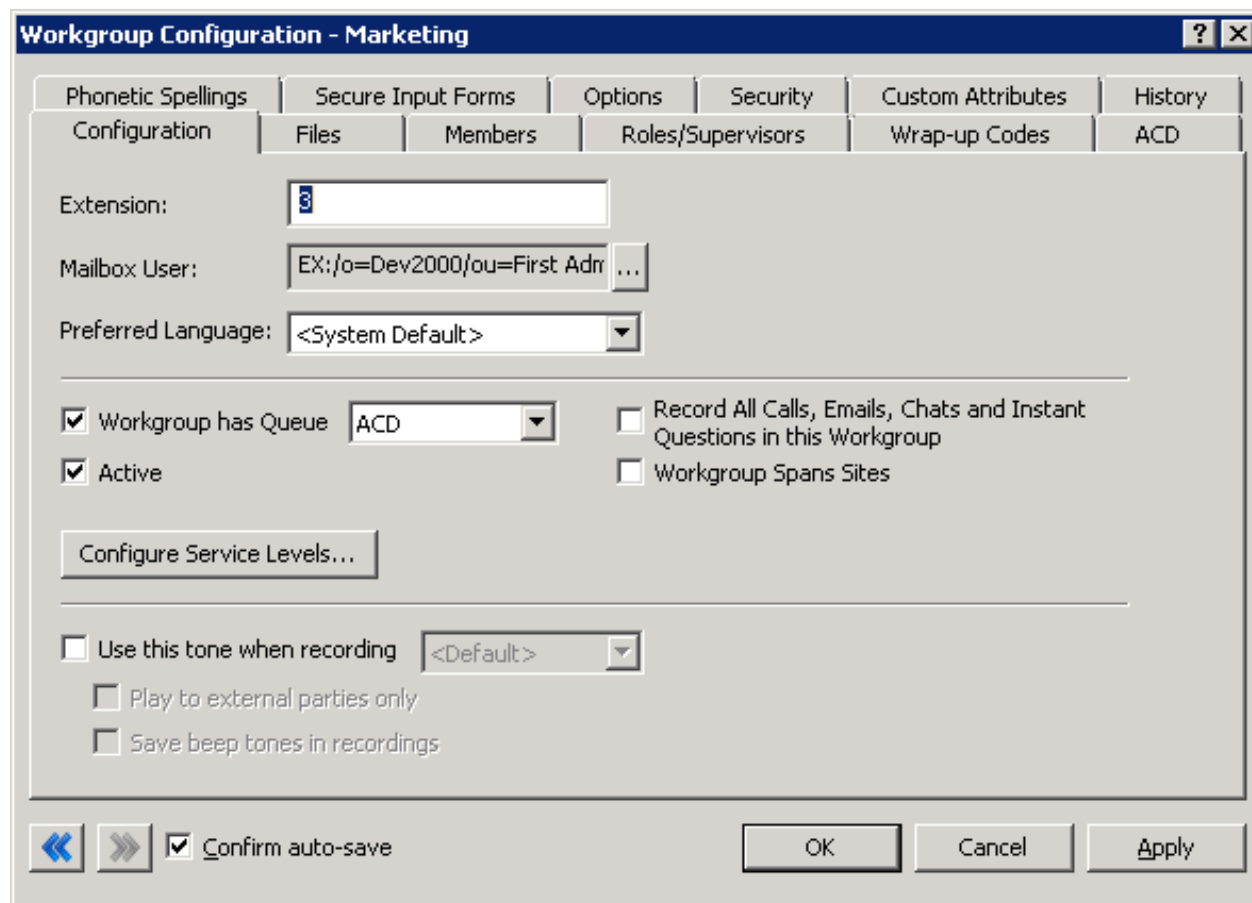 Workgroup Configuration - Marketing
Phonetic Spellings Secure Input Forms Options Security Custom Attributes History
Configuration Files Members Roles/Supervisors Wrap-up Codes ACD
Extension: 3
Mailbox User: EX:/o=Dev2000/ou=First Adm ...
Preferred Language: <System Default>
Workgroup has Queue ACD Record All Calls, Emails, Chats and Instant
Questions in this Workgroup
Active Workgroup Spans Sites
Configure Service Levels...
Use this tone when recording <Default>
Play to external parties only
Save beep tones in recordings
Confirm auto-save OK Cancel Apply